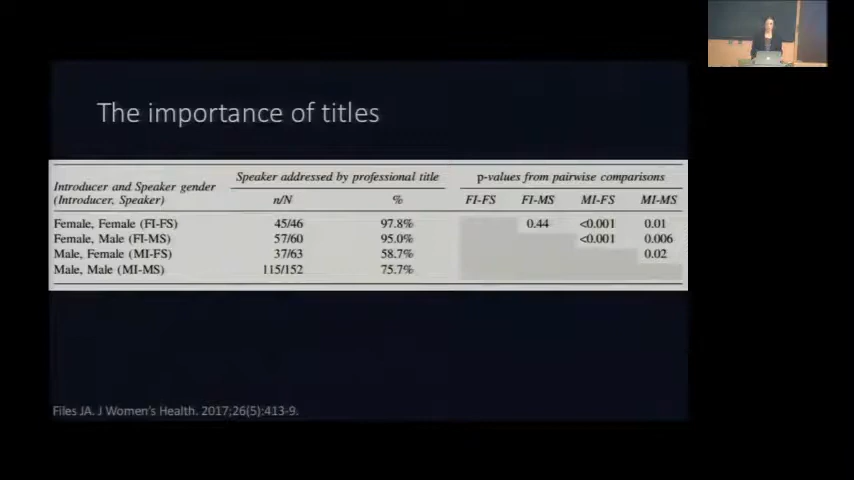 The importance of titles
Speaker addressed by professional title p-values from pairwise comparisons
Introducer and Speaker gender
(Introducer, Speaker) n/N % FI-FS FI-MS MI-FS MI-MS
Female, Female (FI-FS) 45/46 97.8% 0.44 <0.001 0.01
Female, Male (FI-MS) 57/60 95.0% <0.001 0.006
Male, Female (MI-FS) 37/63 58.7% 0.02
Male, Male (MI-MS) 115/152 75.7%
Files JA. J Women's Health. 2017;26(5):413-9.